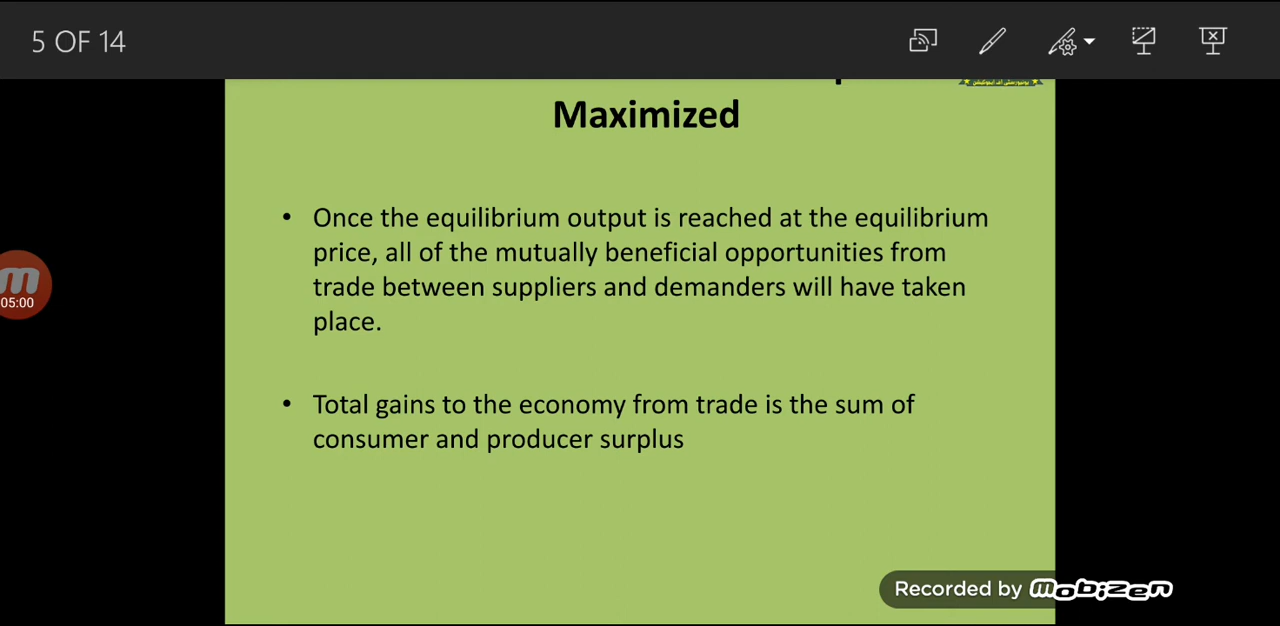 5 OF 14
Maximized
• Once the equilibrium output is reached at the equilibrium
price, all of the mutually beneficial opportunities from
trade between suppliers and demanders will have taken
place.
• Total gains to the economy from trade is the sum of
consumer and producer surplus
05:00
Recorded by mobizen